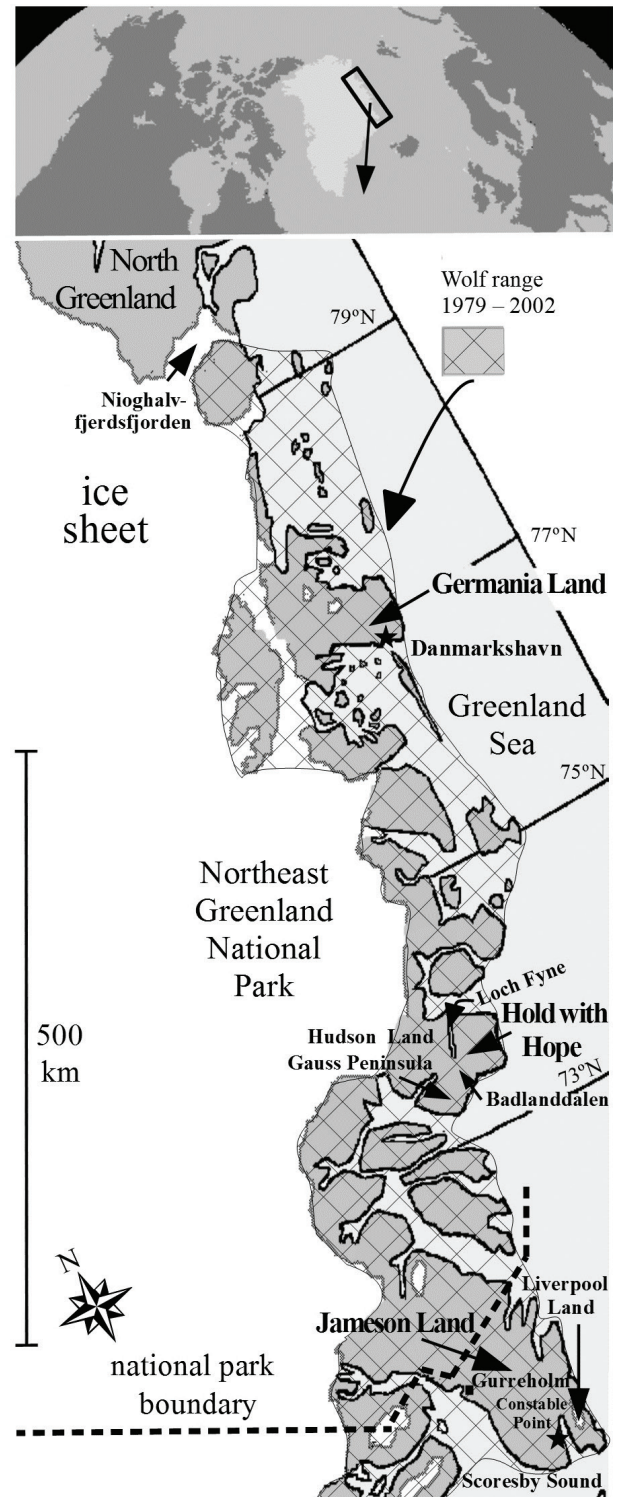 North
Greenland
Wolf range
1979 – 2002
79ºN
Nioghalv-
fjerdsfjorden
ice
sheet
77ºN
Germania Land
Danmarkshavn
Greenland
Sea
75ºN
Northeast
Greenland
National
Park
Loch Fyne
Hold with
Hope
500
km
Hudson Land
Gauss Peninsula
73ºN
Badlanddalen
N
Liverpool
Land
Jameson Land
national park
boundary
Gurreholm
Constable
Point
Scoresby Sound